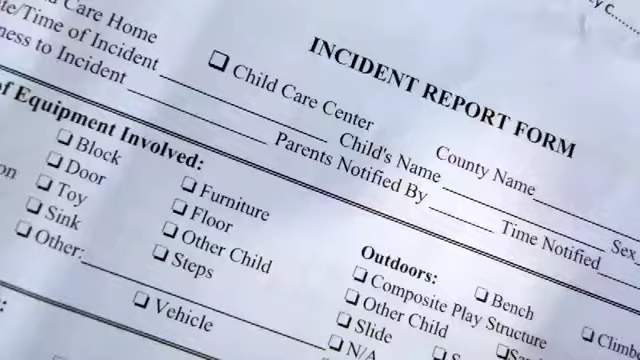 INCIDENT REPORT FORM
Care Home
❑ Child Care Center
County Name
Time of Incident
Child's Name
Sex
to Incident
Parents Notified By
Time Notified
of Equipment Involved:
❑ Block
❑ Door
❑ Toy
❑ Sink
❑ Other:
❑ Furniture
❑ Floor
❑ Other Child
❑ Steps
❑ Vehicle
Outdoors:
❑ Composite Play Structure
❑ Other Child
❑ Slide
❑ N/A
❑ Bench